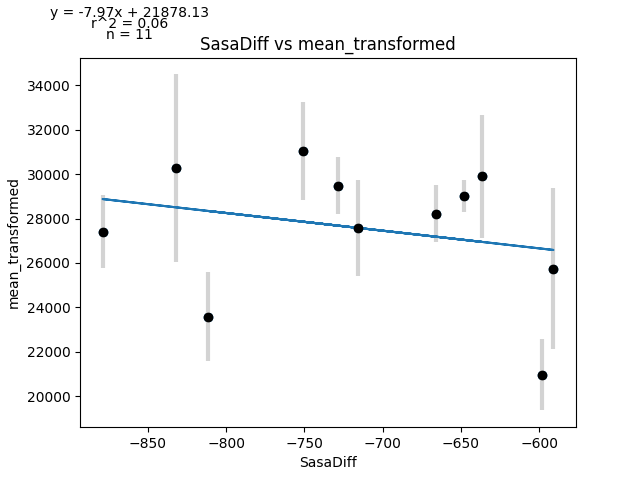 y = -7.97x + 21878.13
r^2 = 0.06
n = 11
SasaDiff vs mean_transformed
34000
32000
30000
28000
26000
24000
22000
20000
mean_transformed
−850
−800
−750
−700
−650
−600
SasaDiff